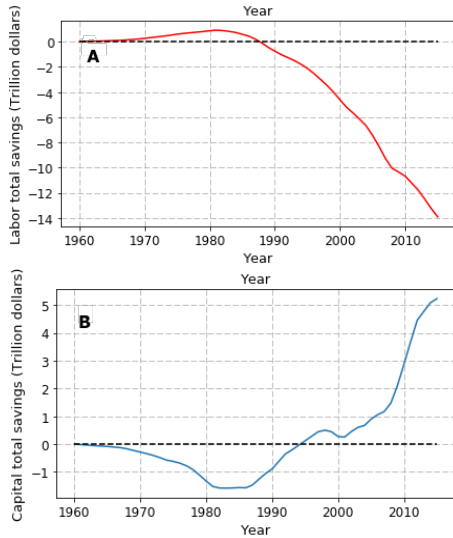 Year
Labor total savings (Trillion dollars)
A
0
−2
−4
−6
−8
−10
−12
−14
1960 1970 1980 1990 2000 2010
Year
Year
Capital total savings (Trillion dollars)
B
5
4
3
2
1
0
−1
1960 1970 1980 1990 2000 2010
Year